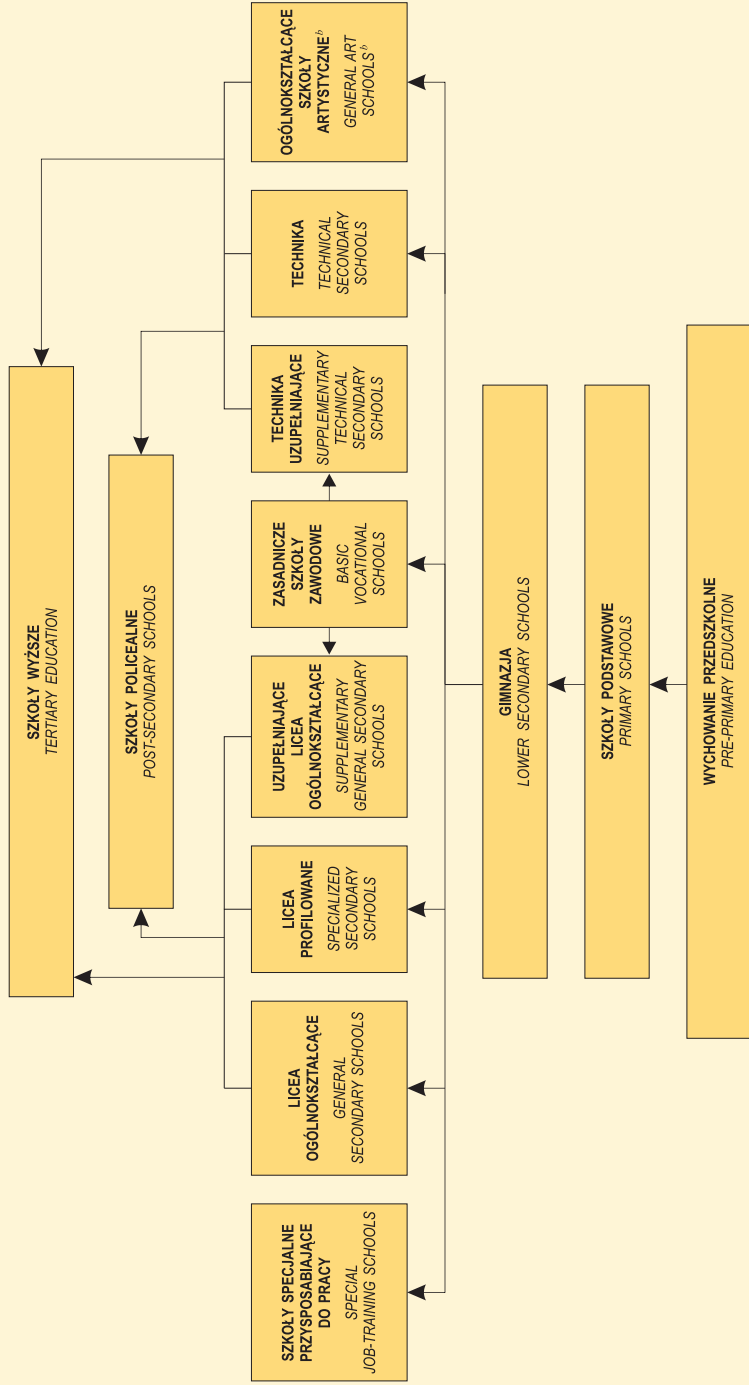 SZKOŁY WYŻSZE
TERTIARY EDUCATION
SZKOŁY POLICEALNE
POST-SECONDARY SCHOOLS
SZKOŁY SPECJALNE
PRZYSPOSABIAJĄCE
DO PRACY
SPECIAL
JOB-TRAINING SCHOOLS
LICEA
OGÓLNOKSZTAŁCĄCE
GENERAL
SECONDARY SCHOOLS
LICEA
PROFILOWANE
SPECIALIZED
SECONDARY
SCHOOLS
UZUPEŁNIAJĄCE
LICEA
OGÓLNOKSZTAŁCĄCE
SUPPLEMENTARY
GENERAL SECONDARY
SCHOOLS
ZASADNICZE
SZKOŁY
ZAWODOWE
BASIC
VOCATIONAL
SCHOOLS
TECHNIKA
UZUPEŁNIAJĄCE
SUPPLEMENTARY
TECHNICAL
SECONDARY
SCHOOLS
TECHNIKA
TECHNICAL
SECONDARY
SCHOOLS
OGÓLNOKSZTAŁCĄCE
SZKOŁY
ARTYSTYCZNE b
GENERAL ART
SCHOOLS b
GIMNAZJA
LOWER SECONDARY SCHOOLS
SZKOŁY PODSTAWOWE
PRIMARY SCHOOLS
WYCHOWANIE PRZEDSZKOLNE
PRE-PRIMARY EDUCATION